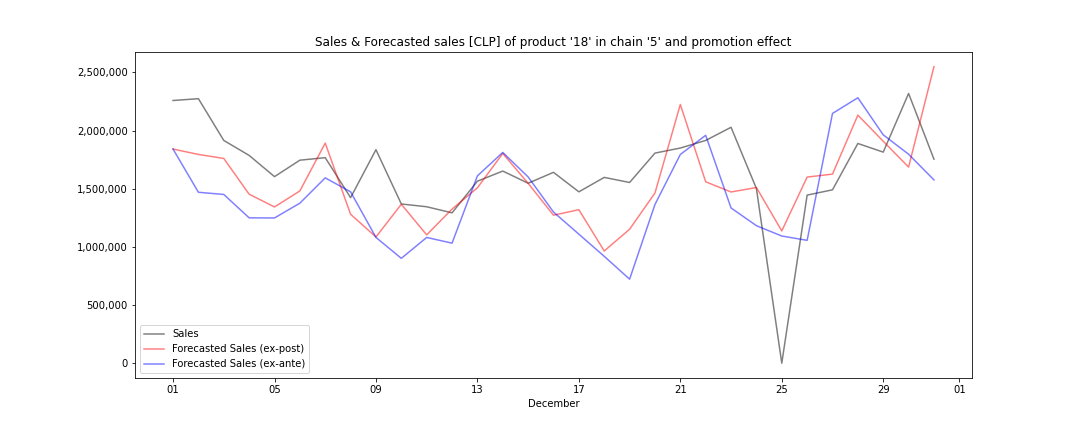 Sales & Forecasted sales [CLP] of product '18' in chain '5' and promotion effect
2,500,000
2,000,000
1,500,000
1,000,000
500,000
0
Sales
Forecasted Sales (ex-post)
Forecasted Sales (ex-ante)
01 05 09 13 17 21 25 29 01
December